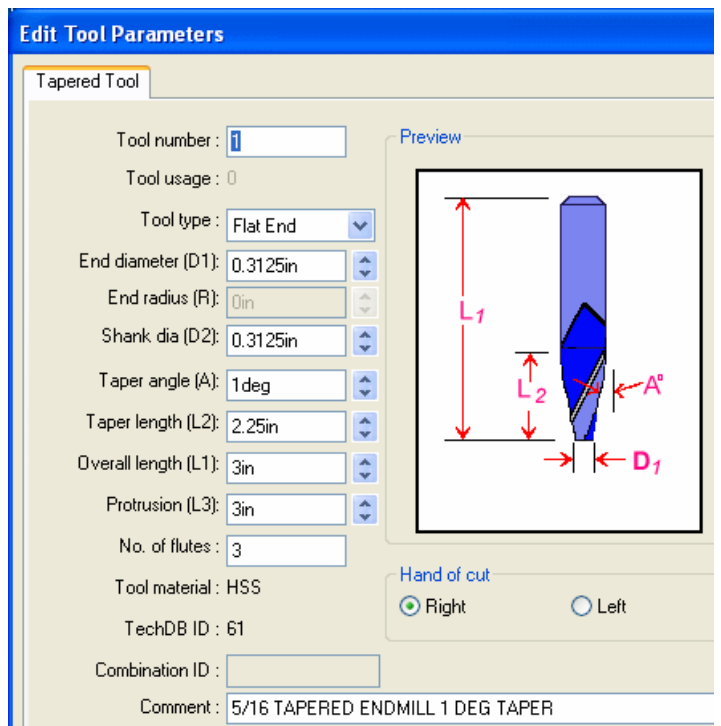 Edit Tool Parameters
Tapered Tool
Tool number : 1
Tool usage : 0
Tool type : Flat End
End diameter (D1): 0.3125in
End radius (R): 0in
Shank dia (D2): 0.3125in
Taper angle (A): 1deg
Taper length (L2): 2.25in
Overall length (L1): 3in
Protrusion (L3): 3in
No. of flutes : 3
Tool material : HSS
TechDB ID : 61
Combination ID :
Comment : 5/16 TAPERED ENDMILL 1 DEG TAPER
Preview
L1
L2
A°
D1
Hand of cut
Right
Left